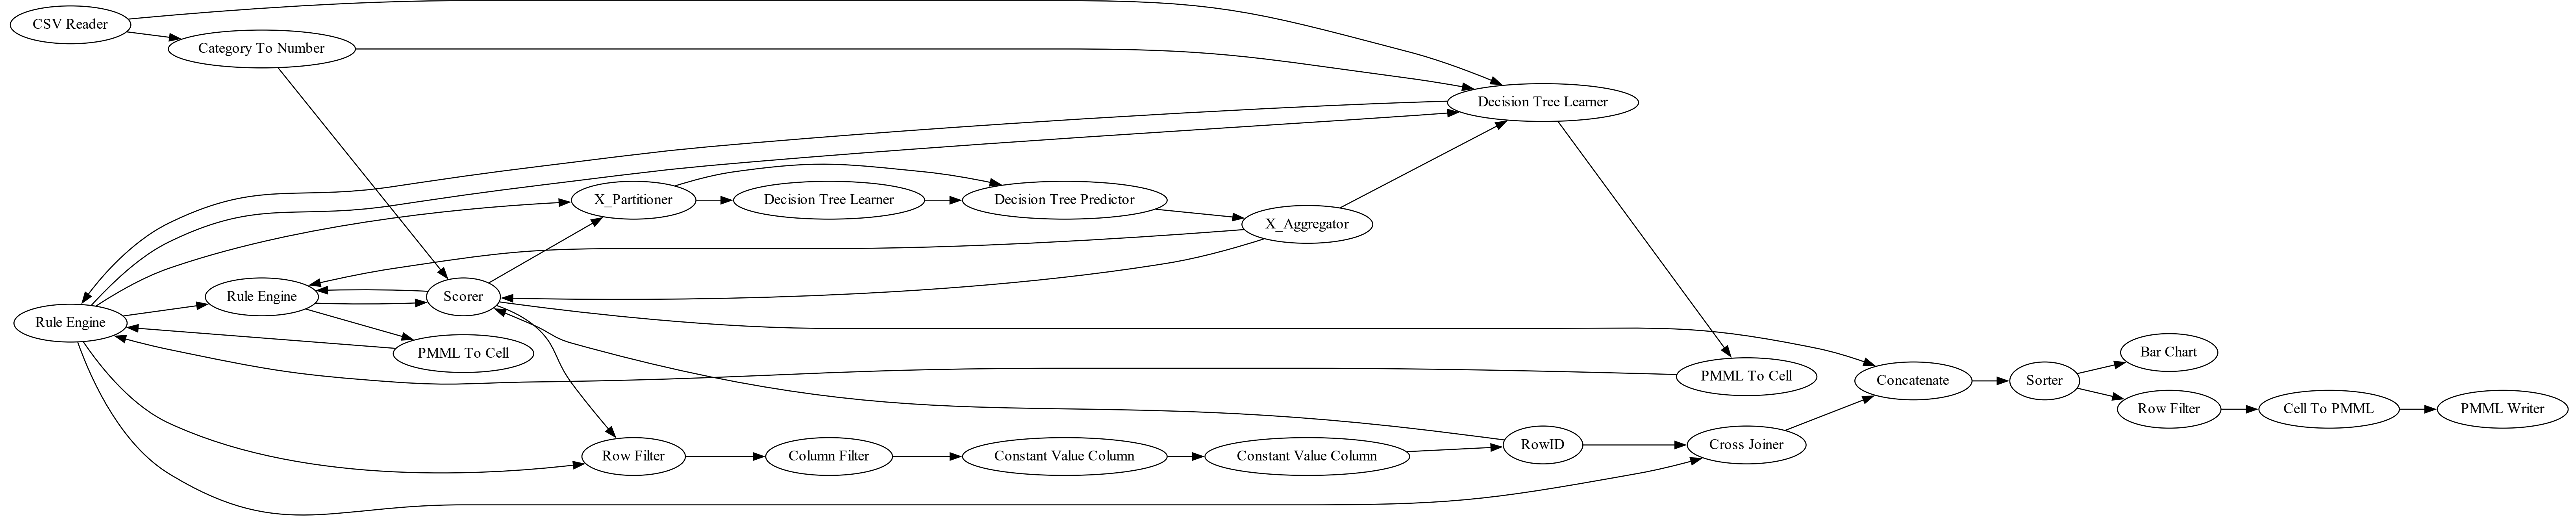 CSV Reader
Category To Number
Decision Tree Learner
X_Partitioner
Decision Tree Learner
Decision Tree Predictor
X_Aggregator
Rule Engine
Rule Engine
Scorer
PMML To Cell
PMML To Cell
Concatenate
Sorter
Bar Chart
Row Filter
Cell To PMML
PMML Writer
Row Filter
Column Filter
Constant Value Column
Constant Value Column
RowID
Cross Joiner